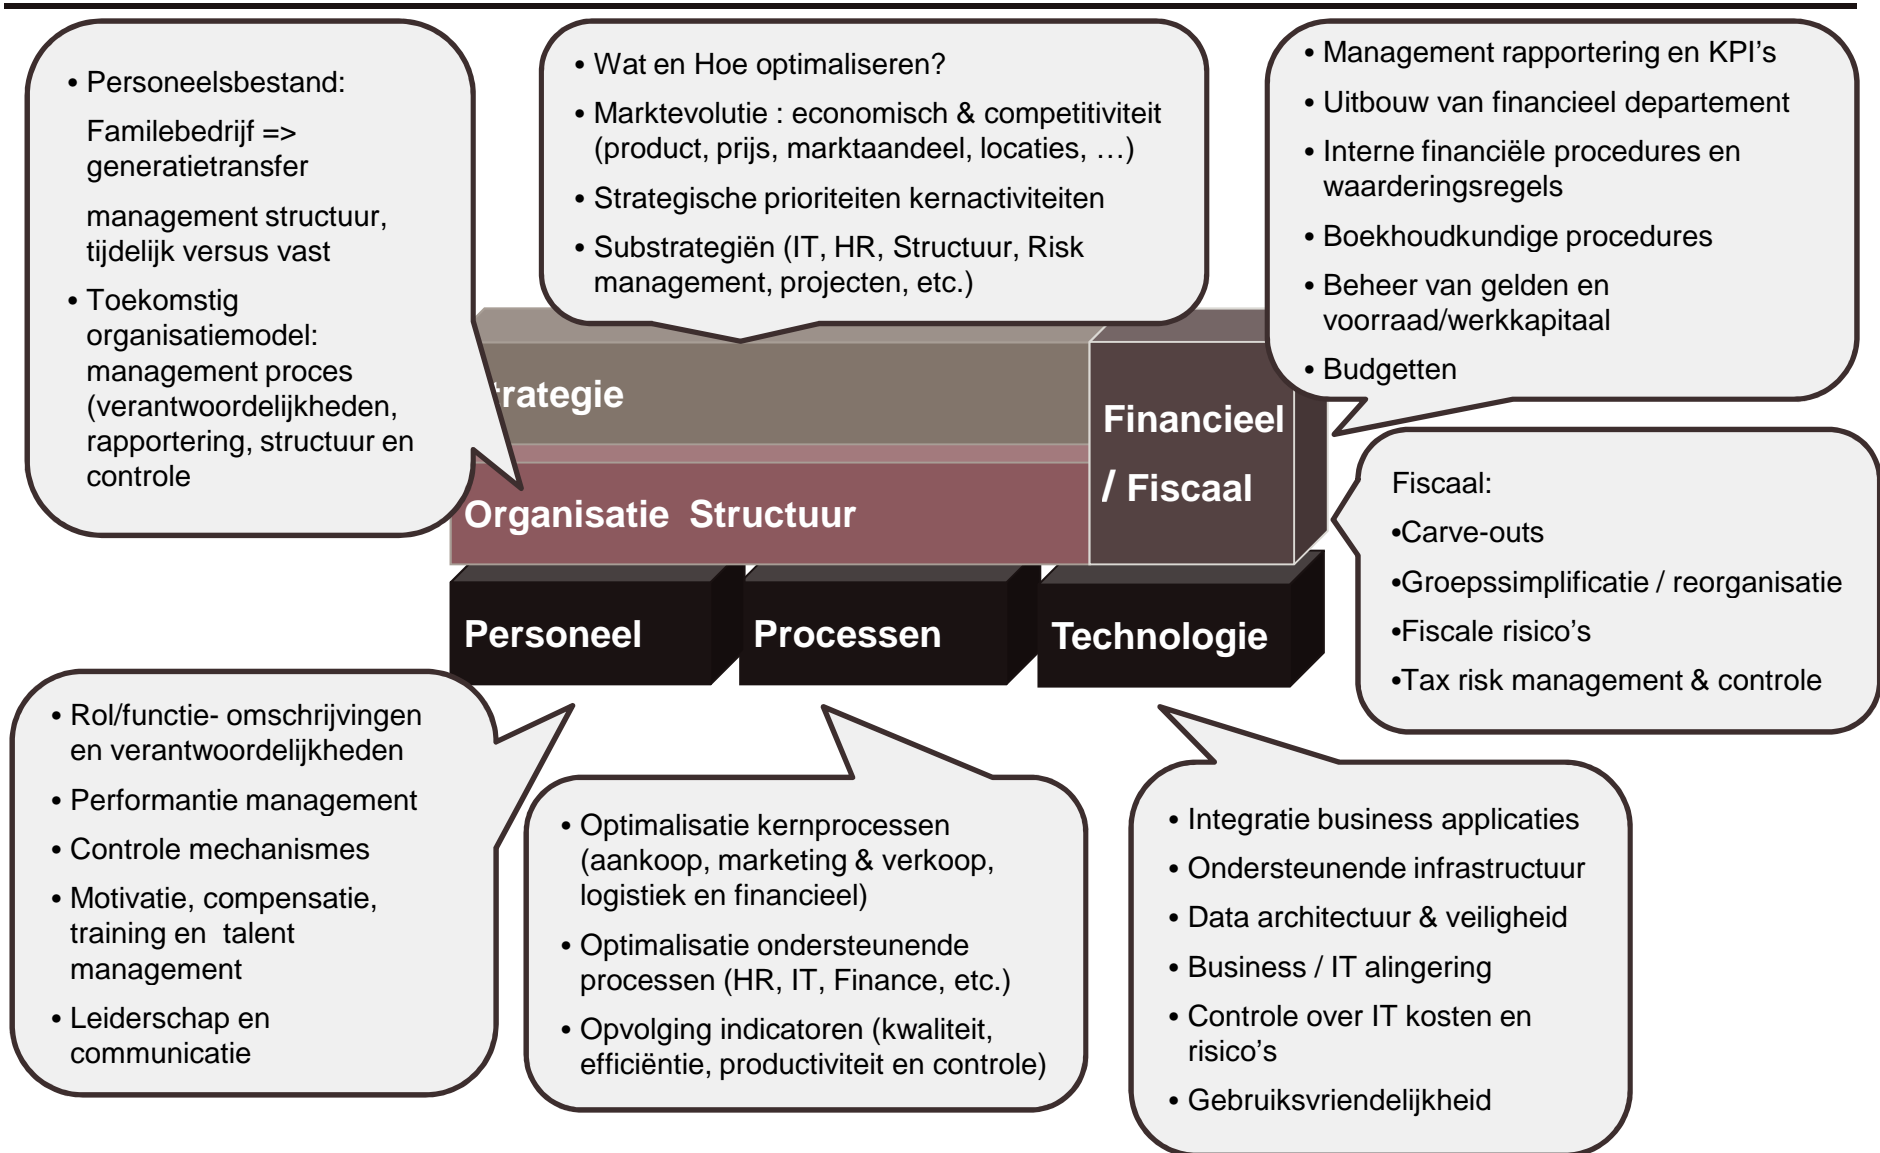 • Personeelsbestand:
Familebedrijf =>
generatietransfer
management structuur,
tijdelijk versus vast
• Toekomstig
organisatiemodel:
management proces
(verantwoordelijkheden,
rapportering, structuur en
controle
• Wat en Hoe optimaliseren?
• Marktevolutie : economisch & competitiviteit
(product, prijs, marktaandeel, locaties, …)
• Strategische prioriteiten kernactiviteiten
• Substrategiën (IT, HR, Structuur, Risk
management, projecten, etc.)
• Management rapportering en KPI’s
• Uitbouw van financieel departement
• Interne financiële procedures en
waarderingsregels
• Boekhoudkundige procedures
• Beheer van gelden en
voorraad/werkkapitaal
• Budgetten
trategie
Organisatie Structuur
Financieel
/ Fiscaal
Personeel
Processen
Technologie
Fiscaal:
•Carve-outs
•Groepssimplificatie / reorganisatie
•Fiscale risico’s
•Tax risk management & controle
• Rol/functie- omschrijvingen
en verantwoordelijkheden
• Performantie management
• Controle mechanismes
• Motivatie, compensatie,
training en talent
management
• Leiderschap en
communicatie
• Optimalisatie kernprocessen
(aankoop, marketing & verkoop,
logistiek en financieel)
• Optimalisatie ondersteunende
processen (HR, IT, Finance, etc.)
• Opvolging indicatoren (kwaliteit,
efficiëntie, productiviteit en controle)
• Integratie business applicaties
• Ondersteunende infrastructuur
• Data architectuur & veiligheid
• Business / IT alingering
• Controle over IT kosten en
risico’s
• Gebruiksvriendelijkheid